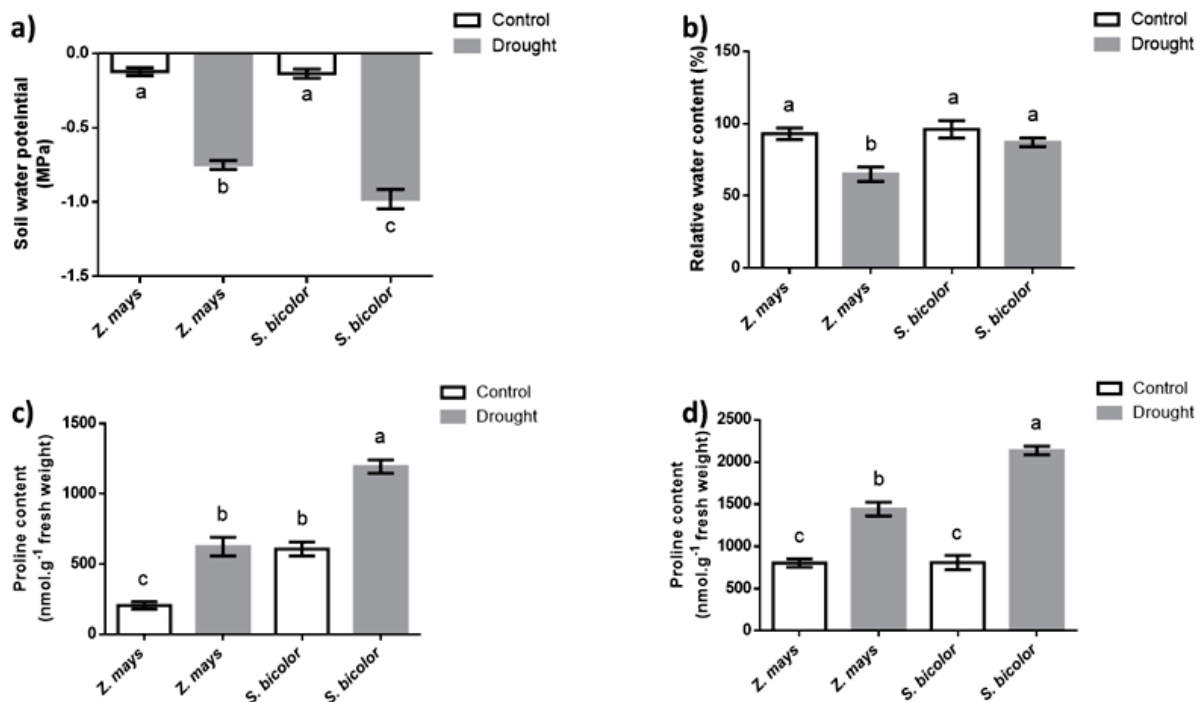 a)
Control
Drought
Soil water poteintial
(MPa)
0.0
-0.5
-1.0
-1.5
a
b
a
c
Z. mays
Z. mays
S. bicolor
S. bicolor
b)
Control
Drought
Relative water content (%)
150
100
50
0
a
b
a
a
Z. mays
Z. mays
S. bicolor
S. bicolor
c)
Control
Drought
Proline content
(nmol.g⁻¹ fresh weight)
1500
1000
500
0
c
b
b
a
Z. mays
Z. mays
S. bicolor
S. bicolor
d)
Control
Drought
Proline content
(nmol.g⁻¹ fresh weight)
2500
2000
1500
1000
500
0
c
b
c
a
Z. mays
Z. mays
S. bicolor
S. bicolor